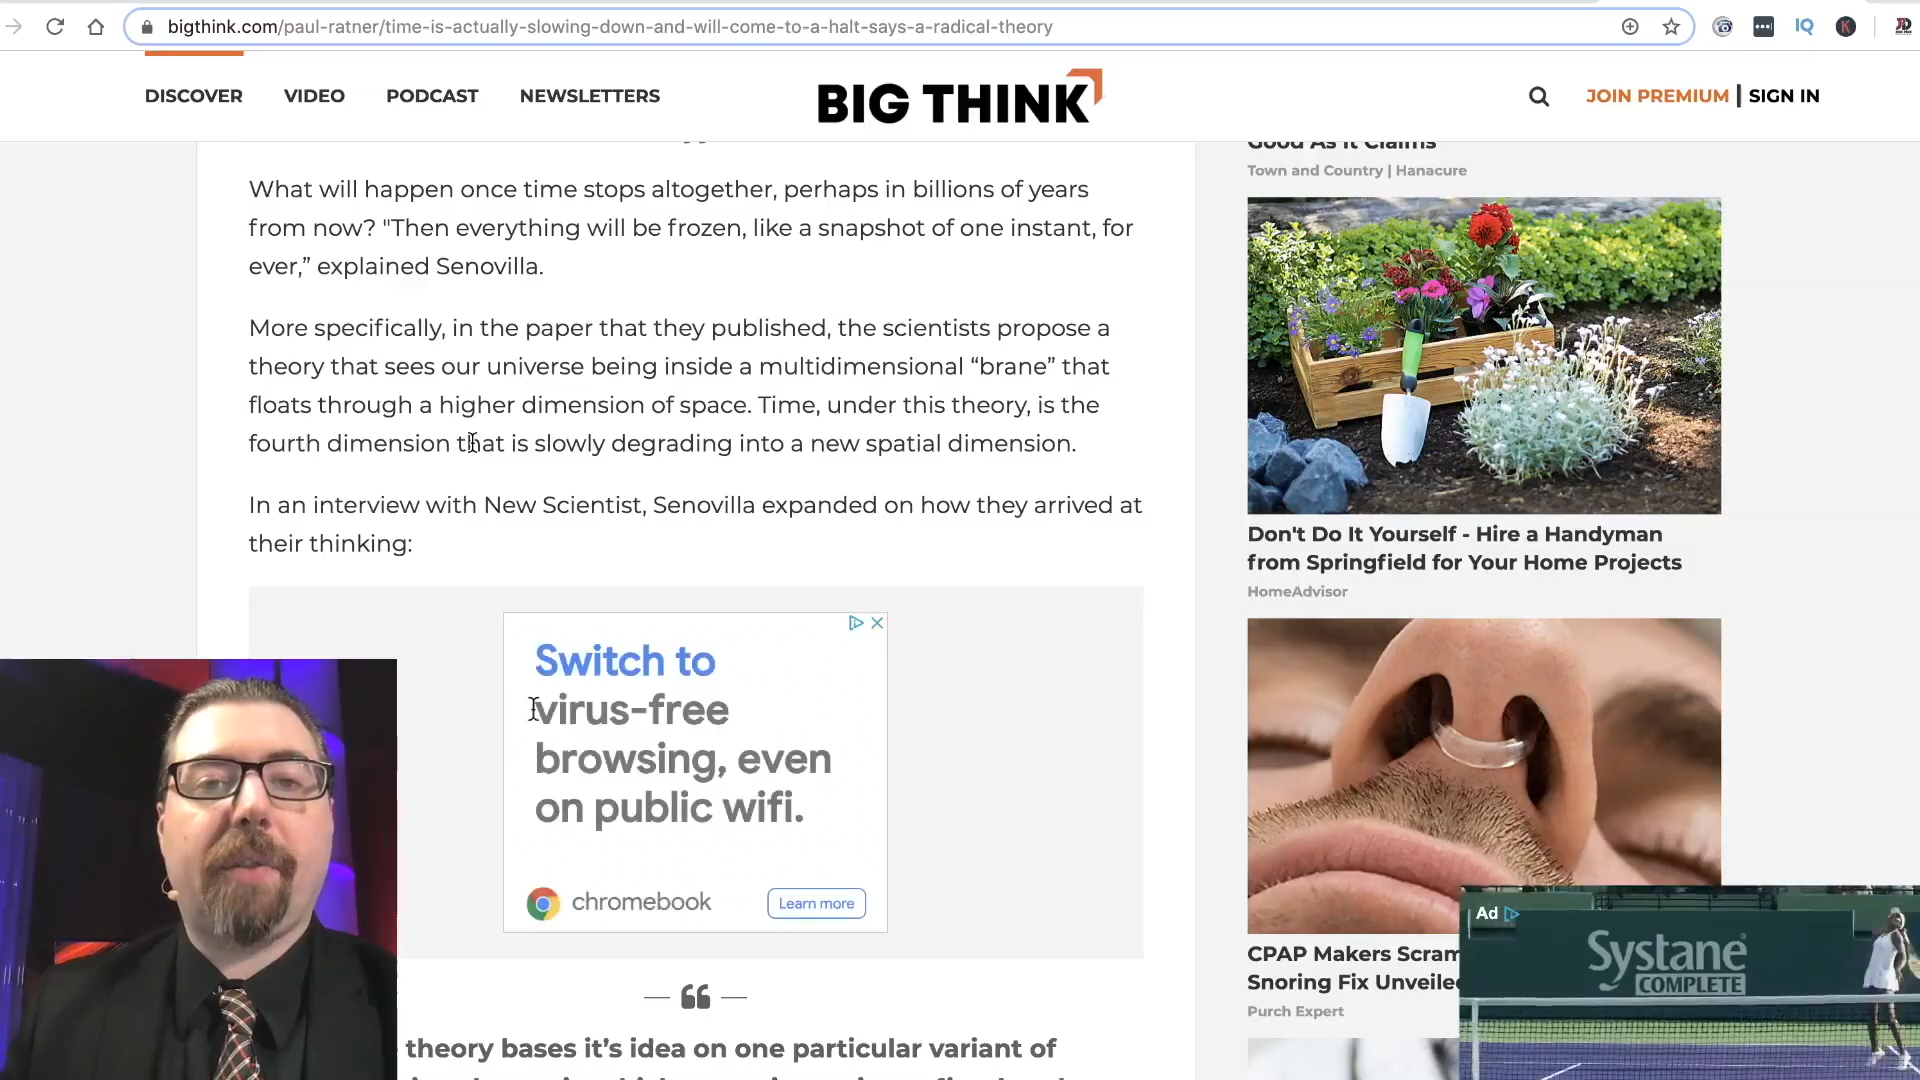 bigthink.com/paul-ratner/time-is-actually-slowing-down-and-will-come-to-a-halt-says-a-radical-theory
IQ
K
DISCOVER
VIDEO
PODCAST
NEWSLETTERS
BIG THINK
JOIN PREMIUM | SIGN IN
What will happen once time stops altogether, perhaps in billions of years
from now? "Then everything will be frozen, like a snapshot of one instant, for
ever,” explained Senovilla.
More specifically, in the paper that they published, the scientists propose a
theory that sees our universe being inside a multidimensional “brane” that
floats through a higher dimension of space. Time, under this theory, is the
fourth dimension that is slowly degrading into a new spatial dimension.
In an interview with New Scientist, Senovilla expanded on how they arrived at
their thinking:
Switch to
virus-free
browsing, even
on public wifi.
chromebook
Learn more
theory bases it’s idea on one particular variant of
Good As It Claims
Town and Country | Hanacure
Don't Do It Yourself - Hire a Handyman
from Springfield for Your Home Projects
HomeAdvisor
CPAP Makers Scram
Snoring Fix Unveile
Purch Expert
Ad
Systane
COMPLETE